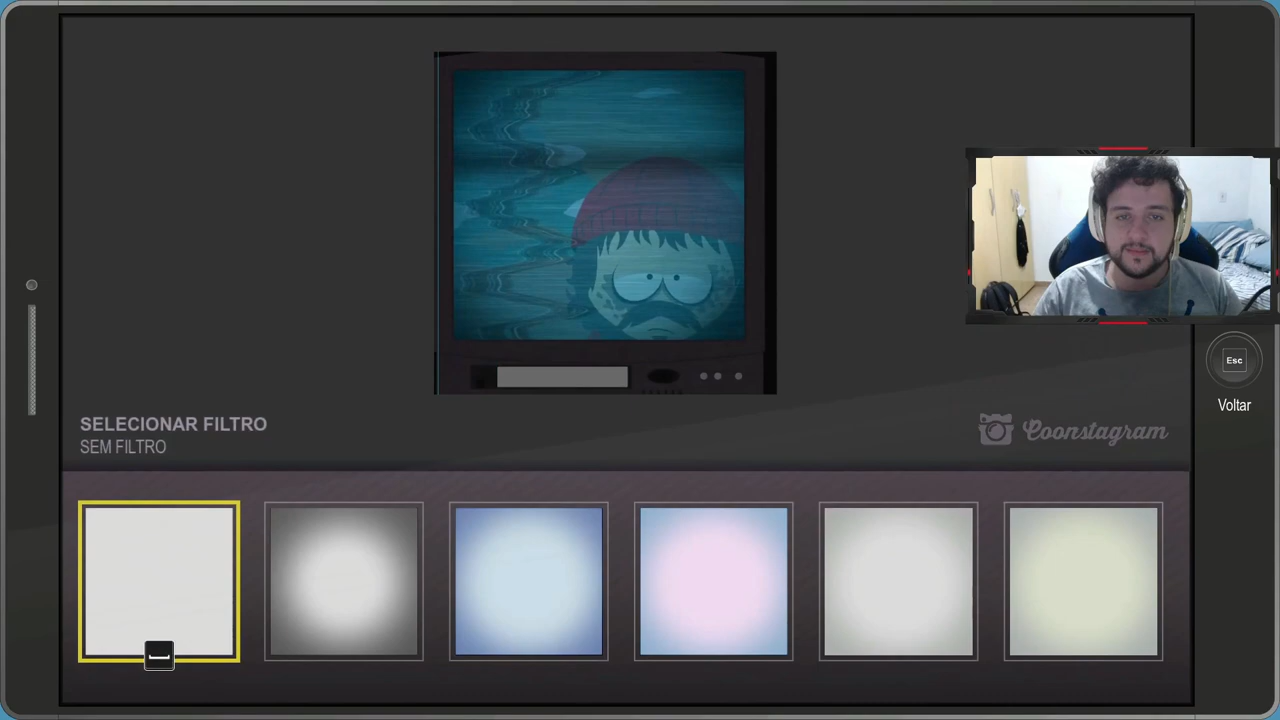 SELECIONAR FILTRO
SEM FILTRO
Coonstagram
Esc
Voltar